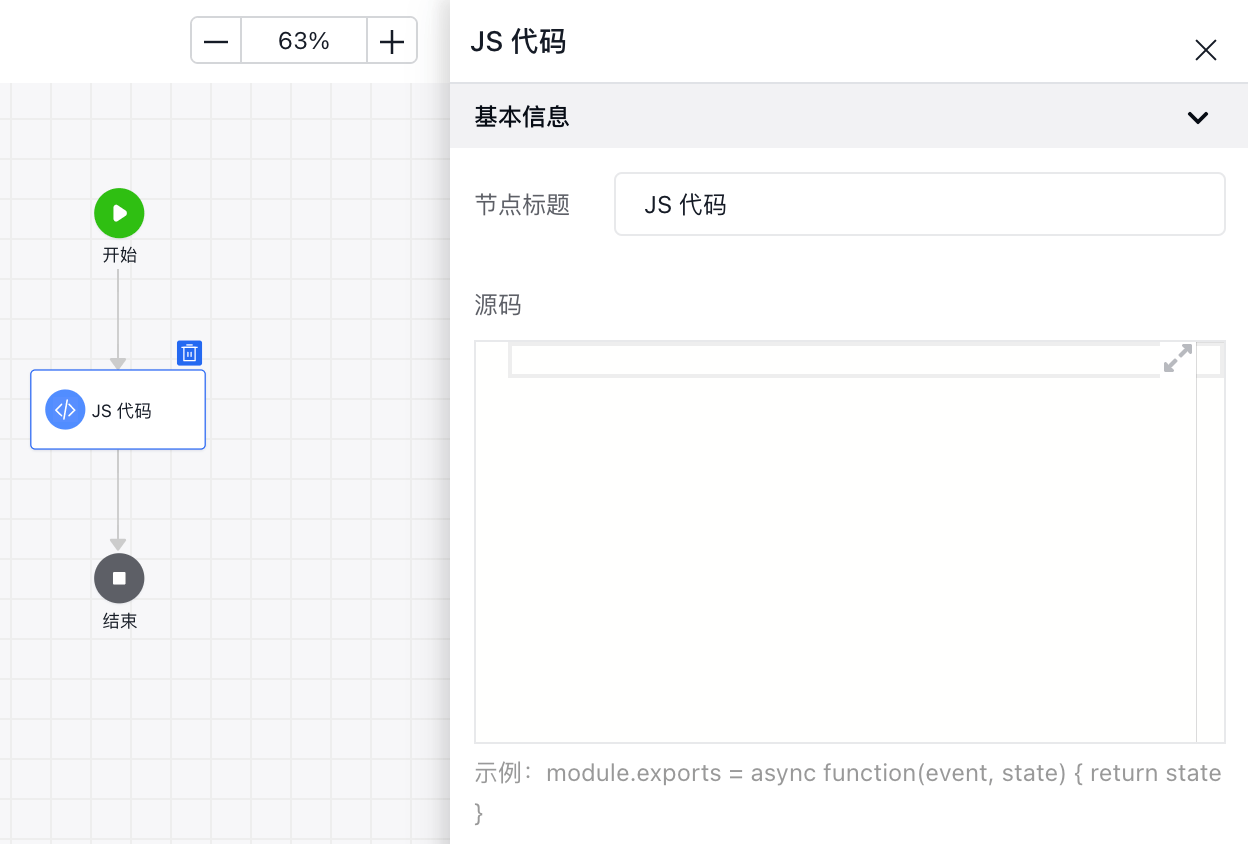 63%
开始
JS 代码
结束
JS 代码
基本信息
节点标题
JS 代码
源码
示例：module.exports = async function(event, state) { return state
}